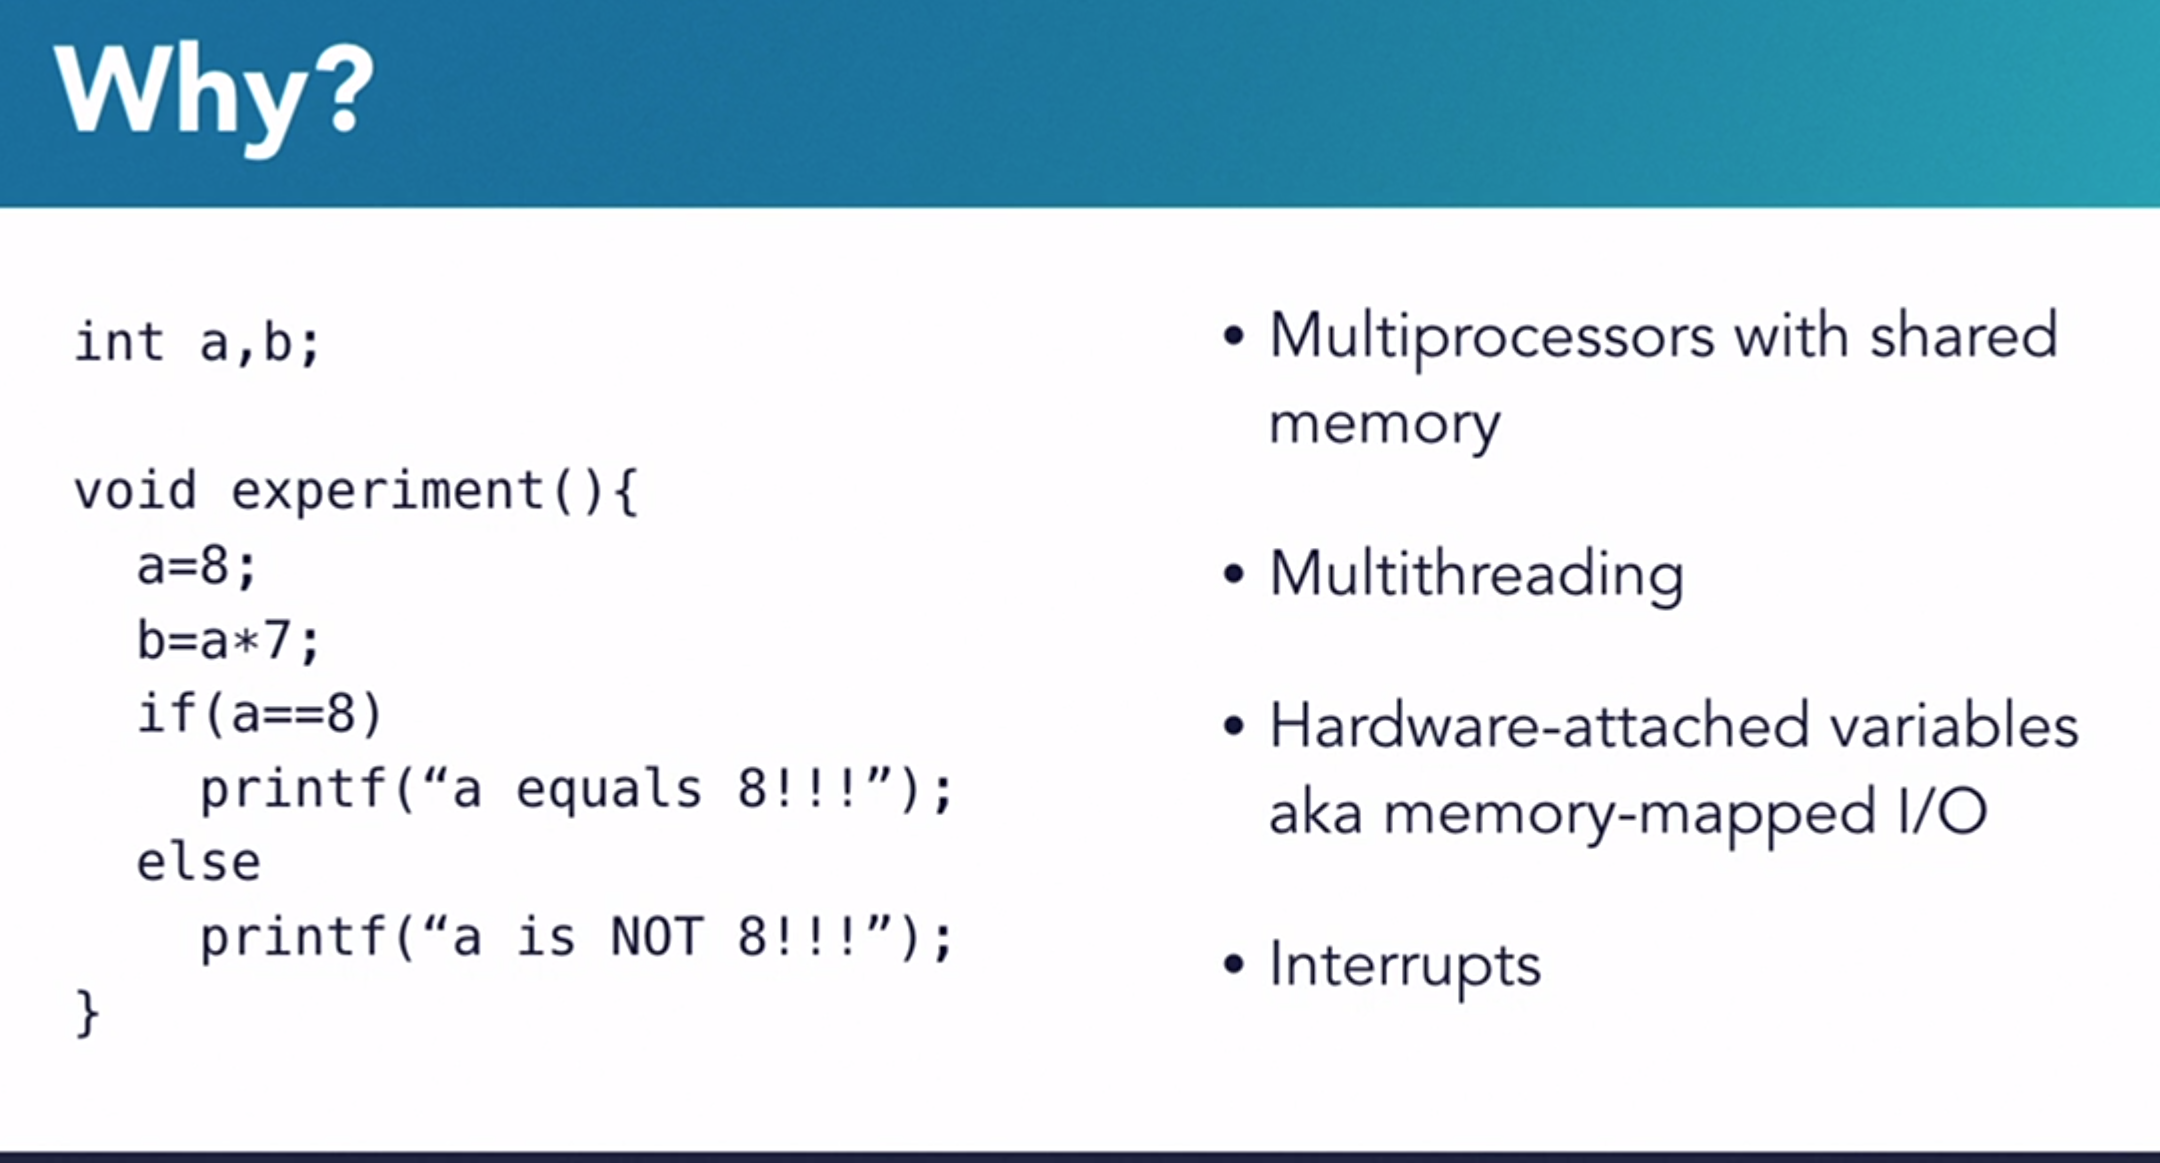 Why?
int a,b;
void experiment(){
  a=8;
  b=a*7;
  if(a==8)
    printf(“a equals 8!!!”);
  else
    printf(“a is NOT 8!!!”);
}
• Multiprocessors with shared
memory
• Multithreading
• Hardware-attached variables
aka memory-mapped I/O
• Interrupts